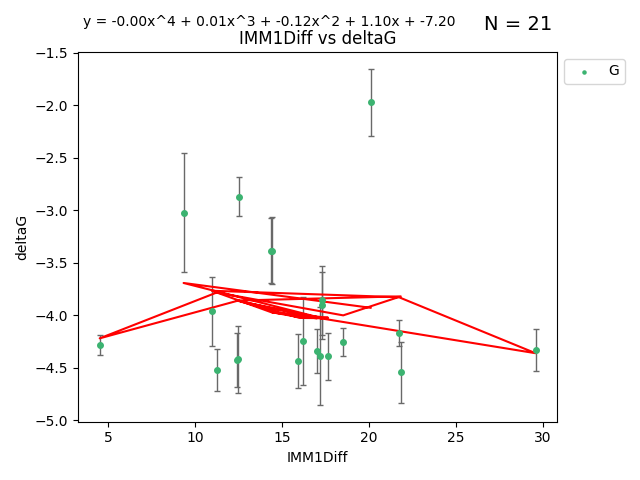 y = -0.00x^4 + 0.01x^3 + -0.12x^2 + 1.10x + -7.20
N = 21
IMM1Diff vs deltaG
G
deltaG
−1.5
−2.0
−2.5
−3.0
−3.5
−4.0
−4.5
−5.0
5 10 15 20 25 30
IMM1Diff